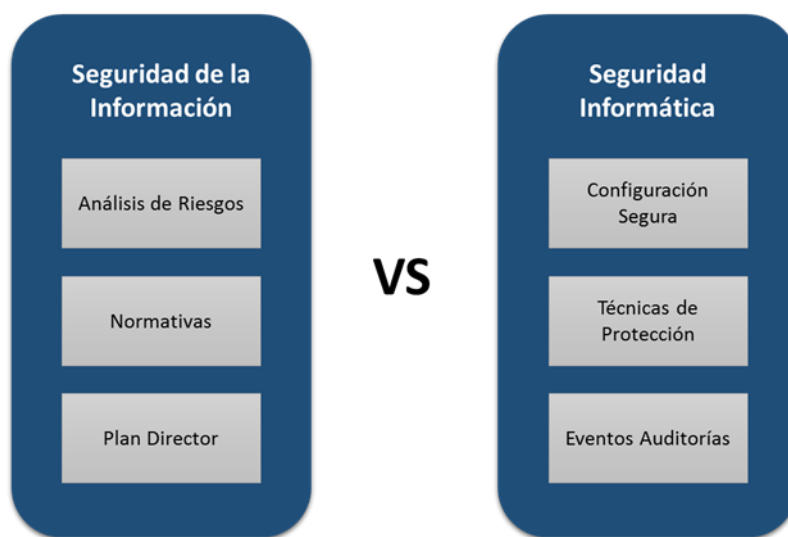 Seguridad de la
Información
Análisis de Riesgos
Normativas
Plan Director
VS
Seguridad
Informática
Configuración
Segura
Técnicas de
Protección
Eventos Auditorías